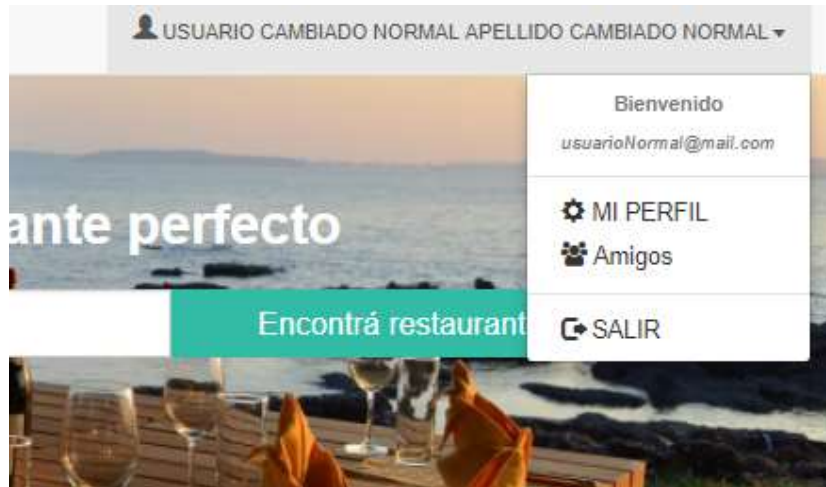 USUARIO CAMBIADO NORMAL APELLIDO CAMBIADO NORMAL
Bienvenido
usuarioNormal@mail.com
ante perfecto
MI PERFIL
Amigos
Encontrá restaurant
SALIR